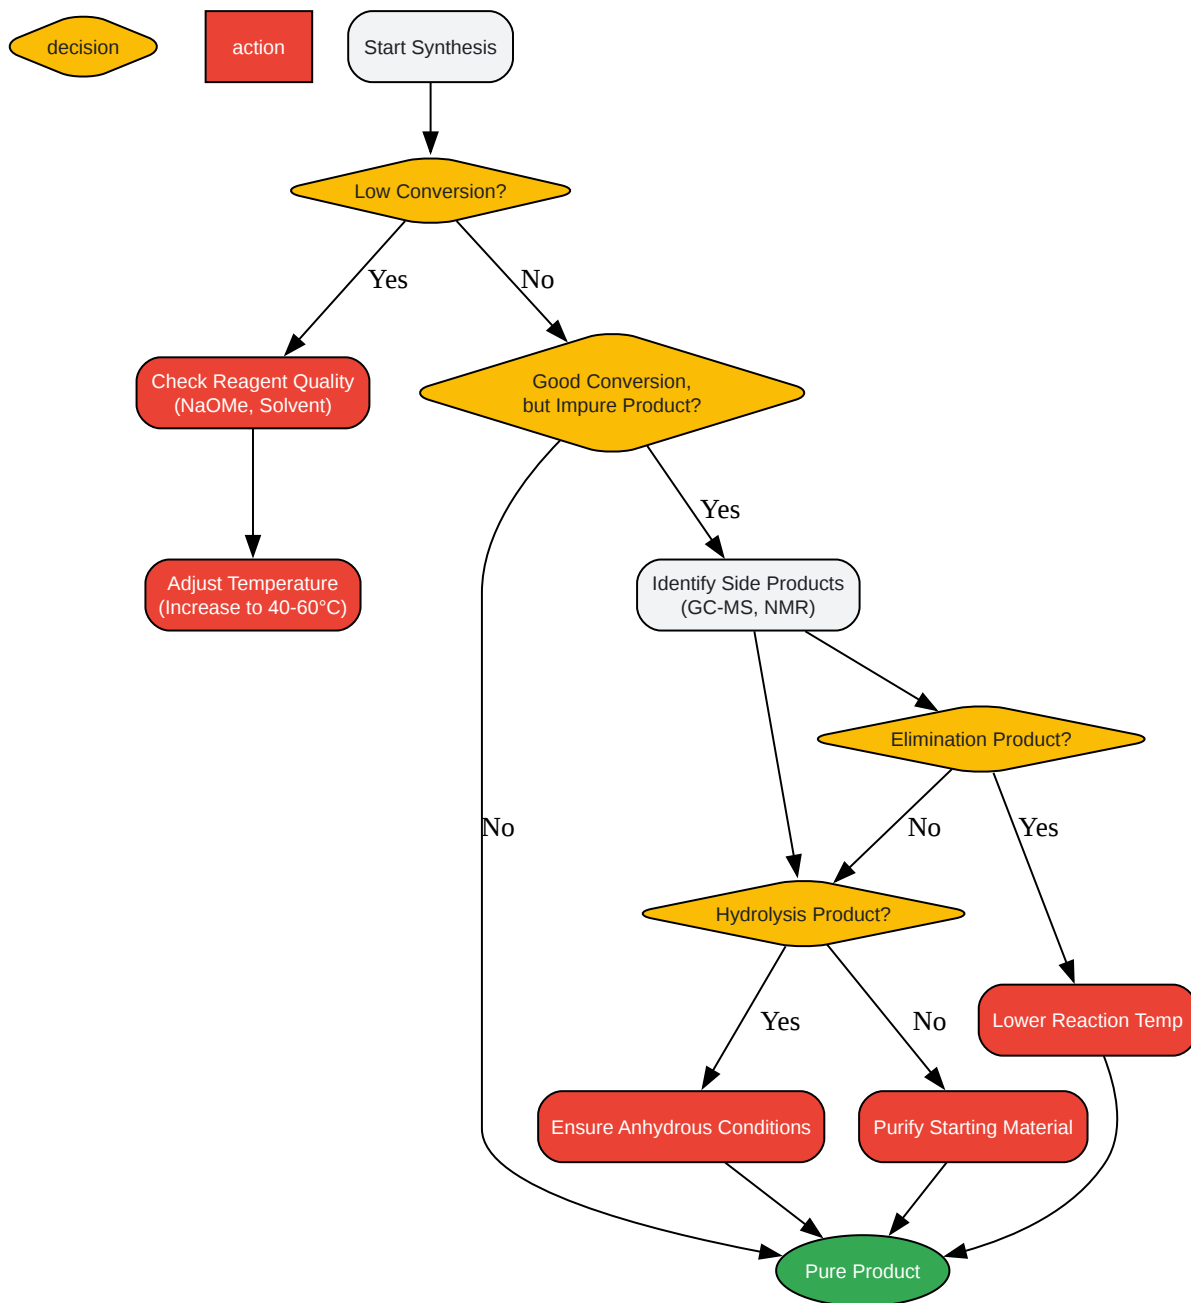 decision
action
Start Synthesis
Low Conversion?
Yes
No
Check Reagent Quality
(NaOMe, Solvent)
Good Conversion,
but Impure Product?
Yes
Adjust Temperature
(Increase to 40-60°C)
Identify Side Products
(GC-MS, NMR)
Elimination Product?
No
No
Yes
Hydrolysis Product?
Yes
No
Lower Reaction Temp
Ensure Anhydrous Conditions
Purify Starting Material
Pure Product